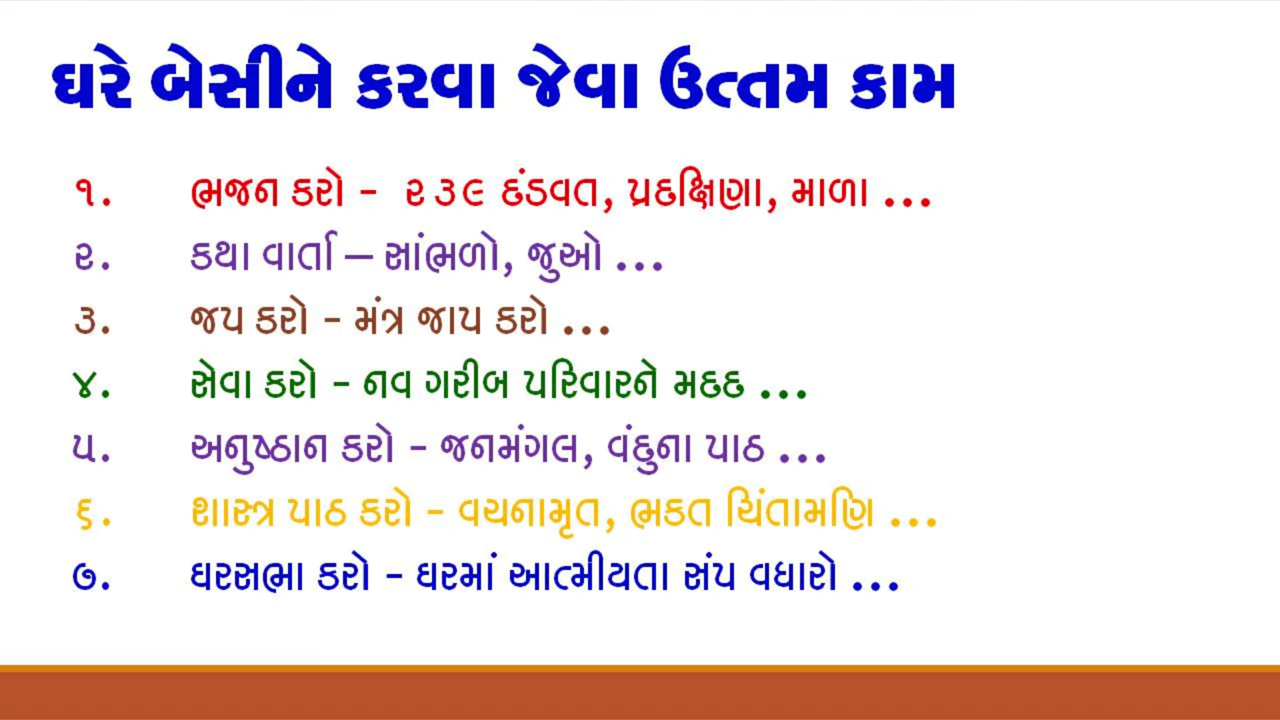 ઘરે બેસીને કરવા જેવા ઉત્તમ કામ
૧. ભજન કરો - ૨૩૯ દંડવત, પ્રદક્ષિણા, માળા ...
૨. કથા વાર્તા – સાંભળો, જુઓ ...
૩. જપ કરો - મંત્ર જાપ કરો ...
૪. સેવા કરો - નવ ગરીબ પરિવારને મદદ ...
૫. અનુષ્ઠાન કરો - જનમંગલ, વંદુના પાઠ ...
૬. શાસ્ત્ર પાઠ કરો - વચનામૃત, ભકત ચિંતામણિ ...
૭. ઘરસભા કરો - ઘરમાં આત્મીયતા સંપ વધારો ...